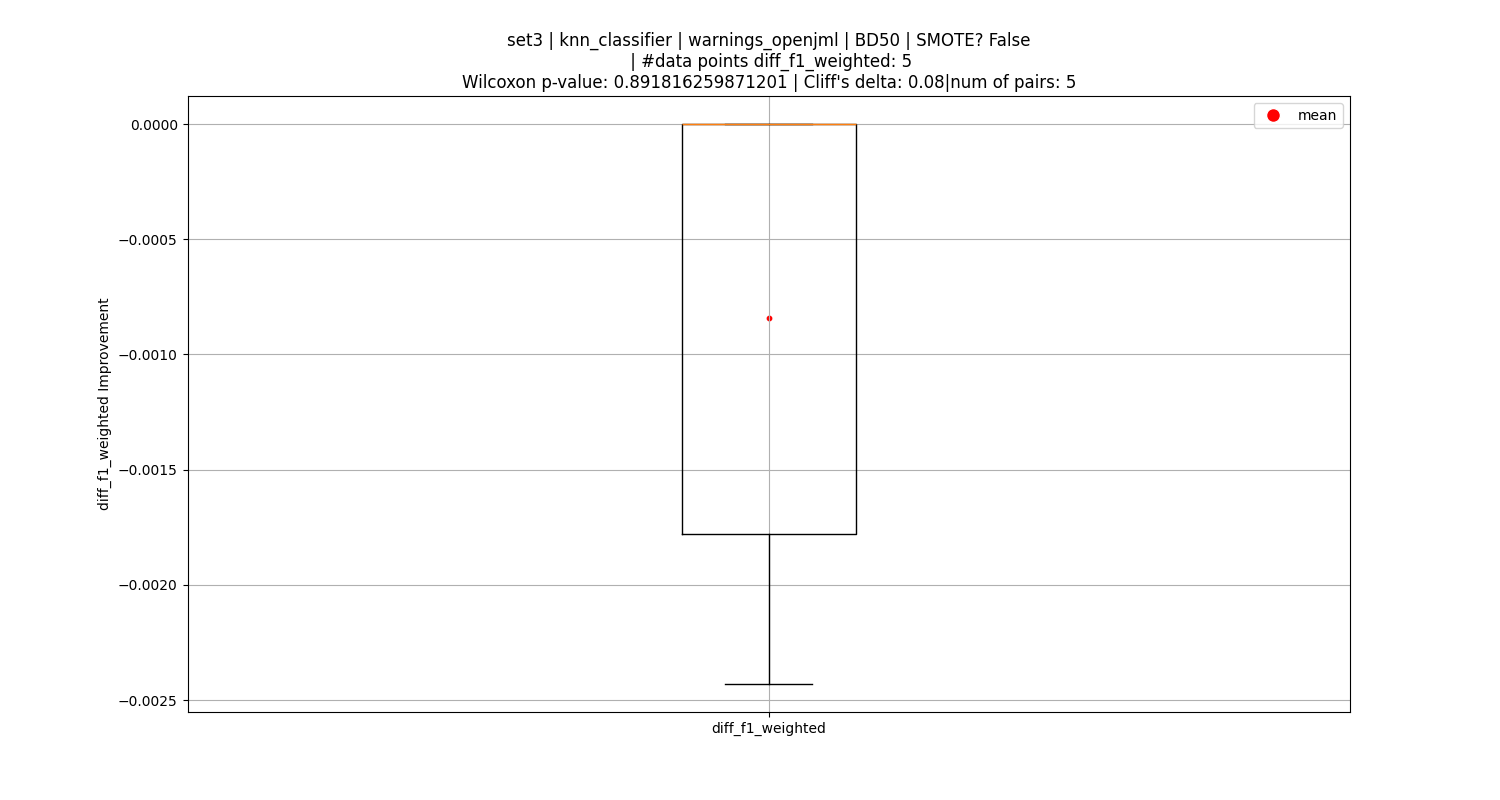 set3 | knn_classifier | warnings_openjml | BD50 | SMOTE? False
| #data points diff_f1_weighted: 5
Wilcoxon p-value: 0.891816259871201 | Cliff's delta: 0.08|num of pairs: 5
mean
0.0000
−0.0005
−0.0010
−0.0015
−0.0020
−0.0025
diff_f1_weighted Improvement
diff_f1_weighted